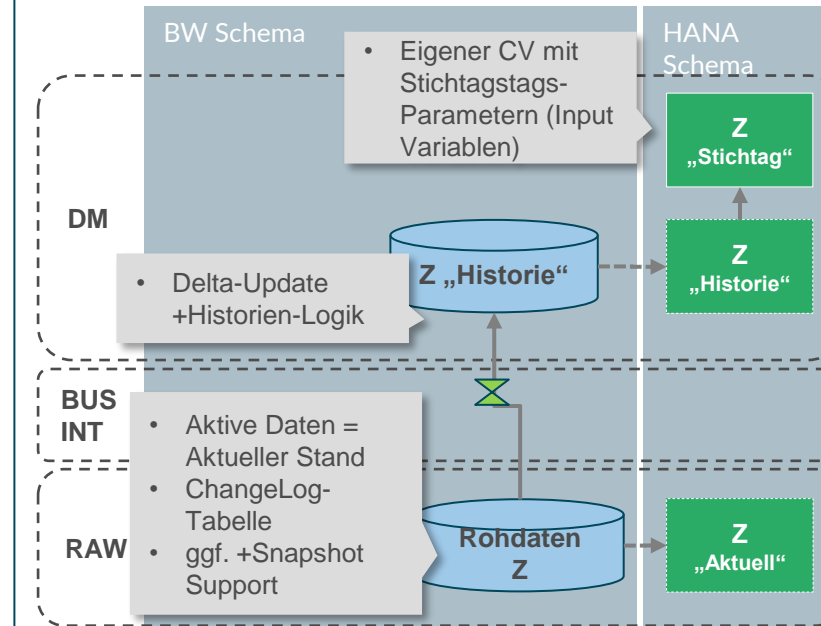 BW Schema
HANA
Schema
• Eigener CV mit
Stichtagstags-
Parametern (Input
Variablen)
Z
„Stichtag“
DM
Z „Historie“
Z
„Historie“
• Delta-Update
+Historien-Logik
BUS
INT
• Aktive Daten =
Aktueller Stand
• ChangeLog-
Tabelle
• ggf. +Snapshot
Support
RAW
Rohdaten
Z
Z
„Aktuell“